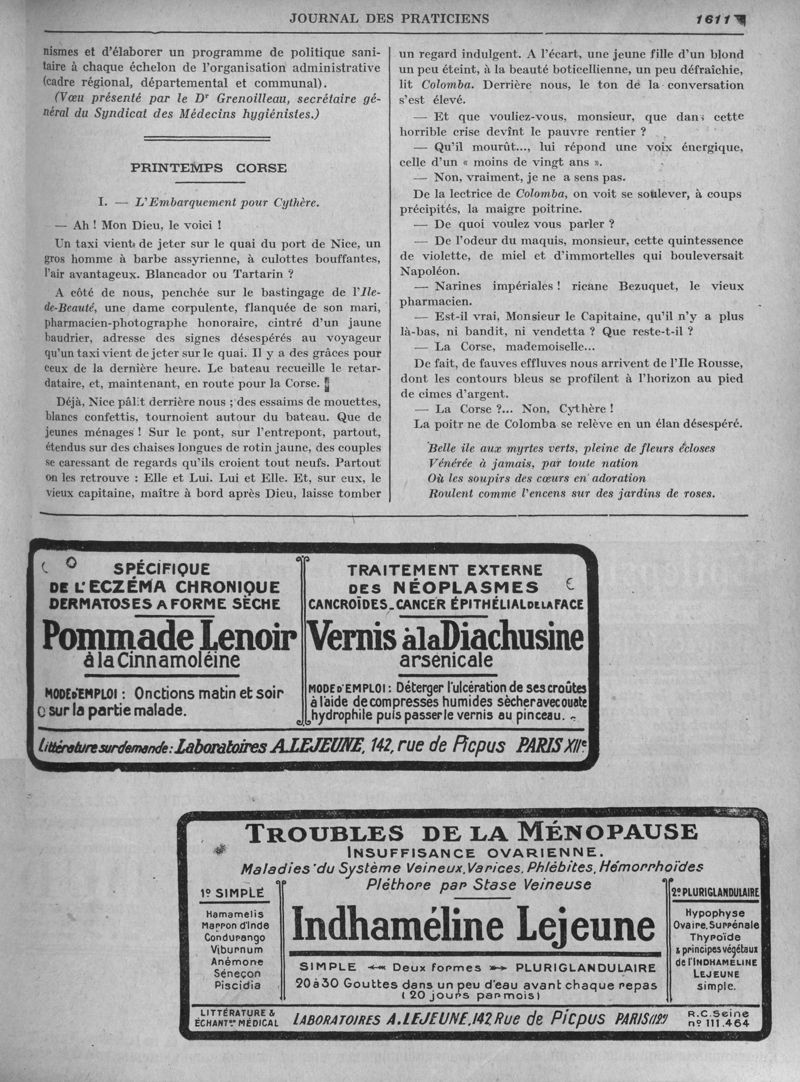 JOURNAL DES PRATICIENS
1611
nismes et d'élaborer un programme de politique sani-
taire à chaque échelon de l'organisation administrative
(cadre régional, départemental et communal).
(Vœu présenté par le Dr Grenoilleau, secrétaire gé-
néral du Syndicat des Médecins hygiénistes.)
PRINTEMPS CORSE
I. — L'Embarquement pour Cythère.
— Ah ! Mon Dieu, le voici !
Un taxi vient de jeter sur le quai du port de Nice, un
gros homme à barbe assyrienne, à culottes bouffantes,
l'air avantageux. Blancador ou Tartarin ?
A côté de nous, penchée sur le bastingage de l'Ile-
de-Beauté, une dame corpulente, flanquée de son mari,
pharmacien-photographe honoraire, cintré d'un jaune
baudrier, adresse des signes désespérés au voyageur
qu'un taxi vient de jeter sur le quai. Il y a des grâces pour
ceux de la dernière heure. Le bateau recueille le retar-
dataire, et, maintenant, en route pour la Corse.
Déjà, Nice pâlit derrière nous ; des essaims de mouettes,
blancs confettis, tournoient autour du bateau. Que de
jeunes ménages ! Sur le pont, sur l'entrepont, partout,
étendus sur des chaises longues de rotin jaune, des couples
se caressant de regards qu'ils croient tout neufs. Partout
on les retrouve : Elle et Lui. Lui et Elle. Et, sur eux, le
vieux capitaine, maître à bord après Dieu, laisse tomber
un regard indulgent. A l'écart, une jeune fille d'un blond
un peu éteint, à la beauté boticellienne, un peu défraîchie,
lit Colomba. Derrière nous, le ton de la conversation
s'est élevé.
— Et que vouliez-vous, monsieur, que dans cette
horrible crise devînt le pauvre rentier ?
— Qu'il mourût..., lui répond une voix énergique,
celle d'un « moins de vingt ans ».
— Non, vraiment, je ne a sens pas.
De la lectrice de Colomba, on voit se soulever, à coups
précipités, la maigre poitrine.
— De quoi voulez vous parler ?
— De l'odeur du maquis, monsieur, cette quintessence
de violette, de miel et d'immortelles qui bouleversait
Napoléon.
— Narines impériales ! ricane Bezuquet, le vieux
pharmacien.
— Est-il vrai, Monsieur le Capitaine, qu'il n'y a plus
là-bas, ni bandit, ni vendetta ? Que reste-t-il ?
— La Corse, mademoiselle...
De fait, de fauves effluves nous arrivent de l'Ile Rousse,
dont les contours bleus se profilent à l'horizon au pied
de cimes d'argent.
— La Corse ?... Non, Cythère !
La poitr ne de Colomba se relève en un élan désespéré.
Belle ile aux myrtes verts, pleine de fleurs écloses
Vénérée à jamais, par toute nation
Où les soupirs des cœurs en adoration
Roulent comme l'encens sur des jardins de roses.
SPÉCIFIQUE
DE L'ECZÉMA CHRONIQUE
DERMATOSES A FORME SÈCHE
Pommade Lenoir
à la Cinnamoléine
MODE D'EMPLOI : Onctions matin et soir
sur la partie malade.
TRAITEMENT EXTERNE
DES NÉOPLASMES
CANCROÏDES_CANCER ÉPITHÉLIAL DE LA FACE
Vernis à la Diachusine
arsenicale
MODE D'EMPLOI : Déterger l'ulcération de ses croûtes
à l'aide de compresses humides sècher avec ouate
hydrophile puis passer le vernis au pinceau.
Littérature sur demande : Laboratoires A. LEJEUNE, 142, rue de Picpus PARIS XIIe
TROUBLES DE LA MÉNOPAUSE
INSUFFISANCE OVARIENNE.
Maladies du Système Veineux, Varices, Phlébites, Hémorrhoïdes
Pléthore par Stase Veineuse
1º SIMPLE
Hamamelis
Marron d'Inde
Condurango
Viburnum
Anémone
Séneçon
Piscidia
Indhaméline Lejeune
SIMPLE Deux formes PLURIGLANDULAIRE
20 à 30 Gouttes dans un peu d'eau avant chaque repas
(20 jours par mois)
2º PLURIGLANDULAIRE
Hypophyse
Ovaire, Surrénale
Thyroïde
& principes végétaux
de l'INDHAMÉLINE
LEJEUNE
simple.
LITTÉRATURE &
ÉCHANTons MÉDICAL
LABORATOIRES A. LEJEUNE, 142, Rue de Picpus PARIS (12e)
R.C. Seine
nº 111.464